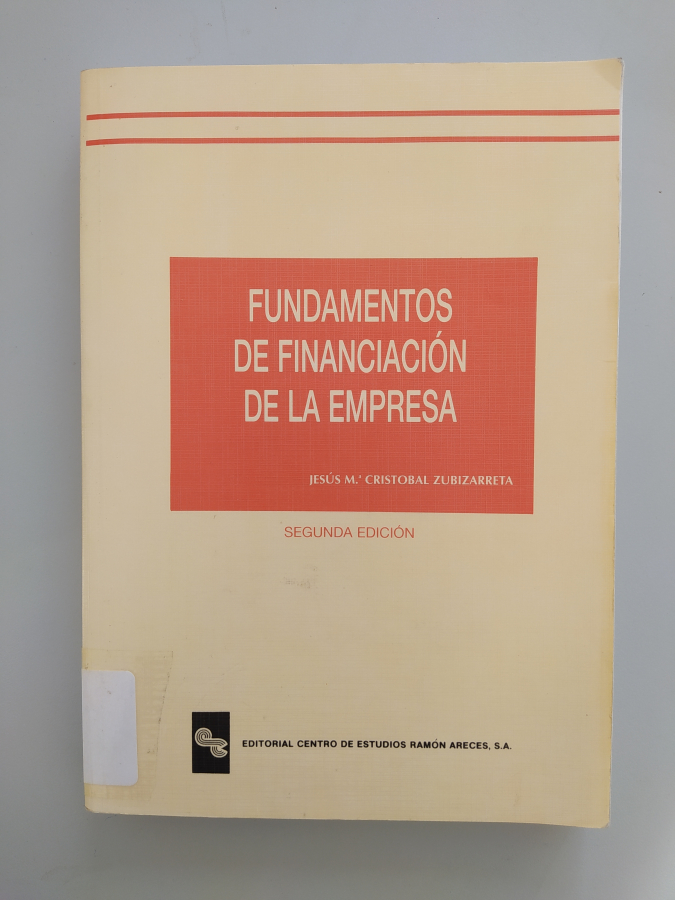 FUNDAMENTOS
DE FINANCIACIÓN
DE LA EMPRESA
JESÚS M.ª CRISTOBAL ZUBIZARRETA
SEGUNDA EDICIÓN
EDITORIAL CENTRO DE ESTUDIOS RAMÓN ARECES, S.A.